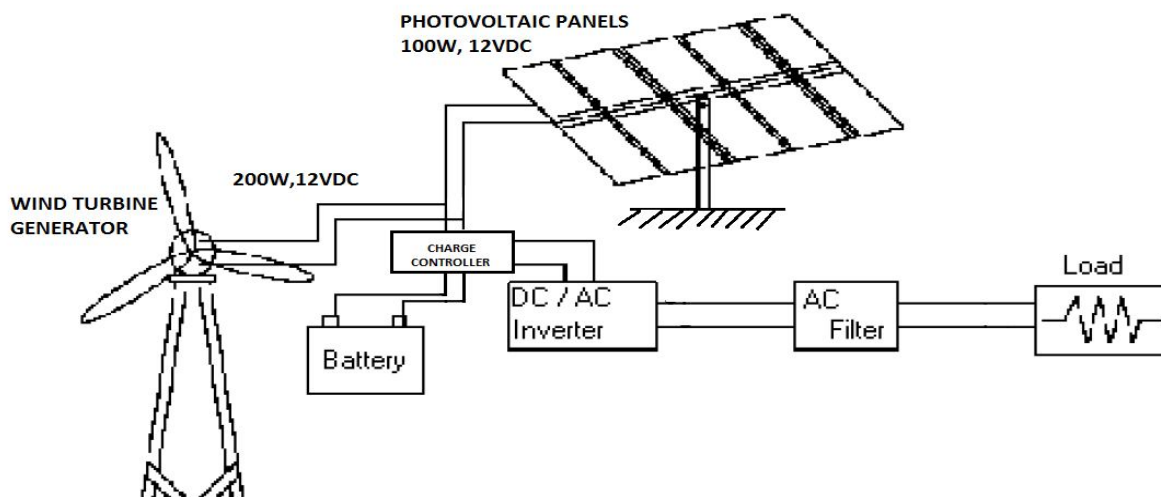 PHOTOVOLTAIC PANELS
100W, 12VDC
200W,12VDC
WIND TURBINE
GENERATOR
CHARGE
CONTROLLER
Load
DC / AC
Inverter
AC
Filter
Battery